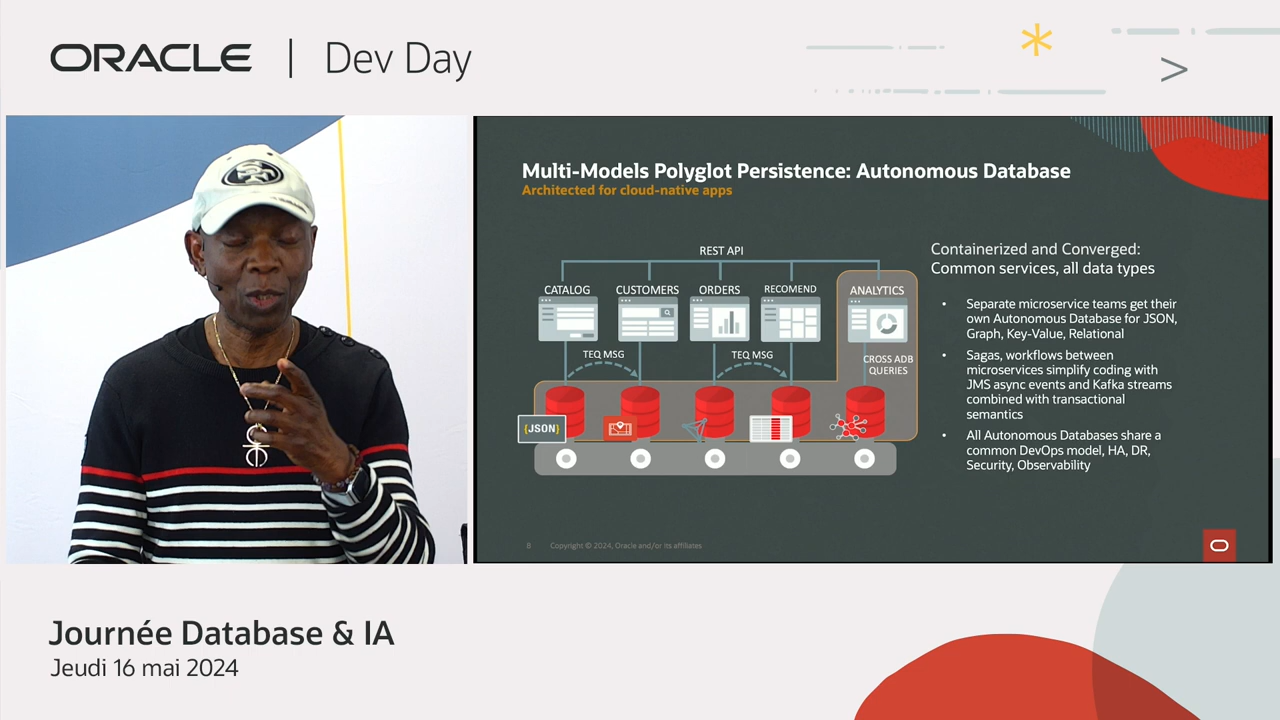 ORACLE | Dev Day
Multi-Models Polyglot Persistence: Autonomous Database
Architected for cloud-native apps
REST API
CATALOG
CUSTOMERS
ORDERS
RECOMEND
ANALYTICS
TEQ MSG
TEQ MSG
CROSS ADB
QUERIES
{JSON}
Containerized and Converged:
Common services, all data types
• Separate microservice teams get their
own Autonomous Database for JSON,
Graph, Key-Value, Relational
• Sagas, workflows between
microservices simplify coding with
JMS async events and Kafka streams
combined with transactional
semantics
• All Autonomous Databases share a
common DevOps model, HA, DR,
Security, Observability
8 Copyright © 2024, Oracle and/or its affiliates
Journée Database & IA
Jeudi 16 mai 2024